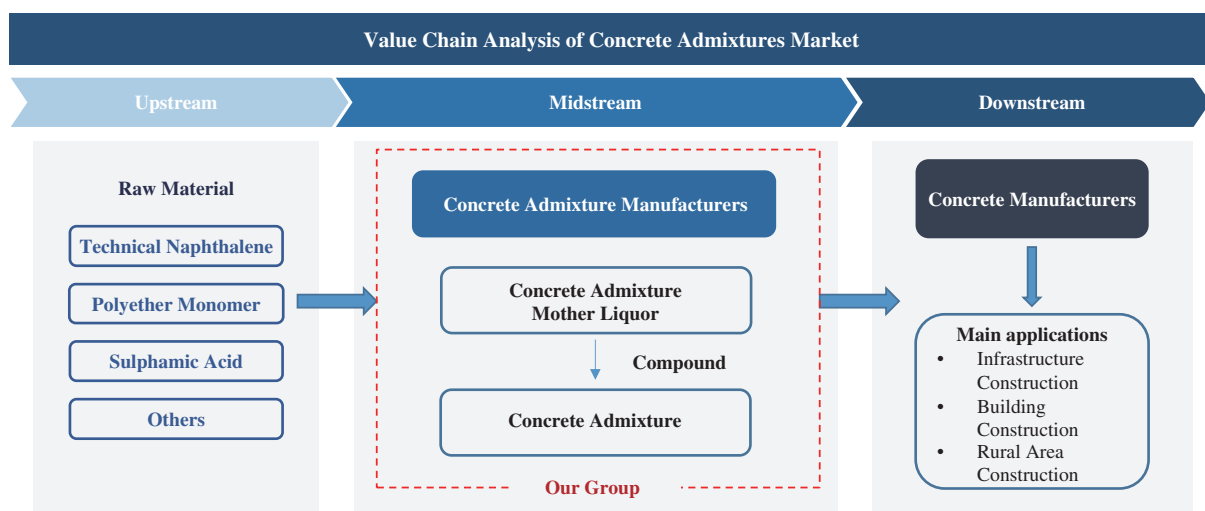 Value Chain Analysis of Concrete Admixtures Market
Upstream
Midstream
Downstream
Raw Material
Technical Naphthalene
Polyether Monomer
Sulphamic Acid
Others
Concrete Admixture Manufacturers
Concrete Admixture
Mother Liquor
Compound
Concrete Admixture
Our Group
Concrete Manufacturers
Main applications
• Infrastructure
Construction
• Building
Construction
• Rural Area
Construction